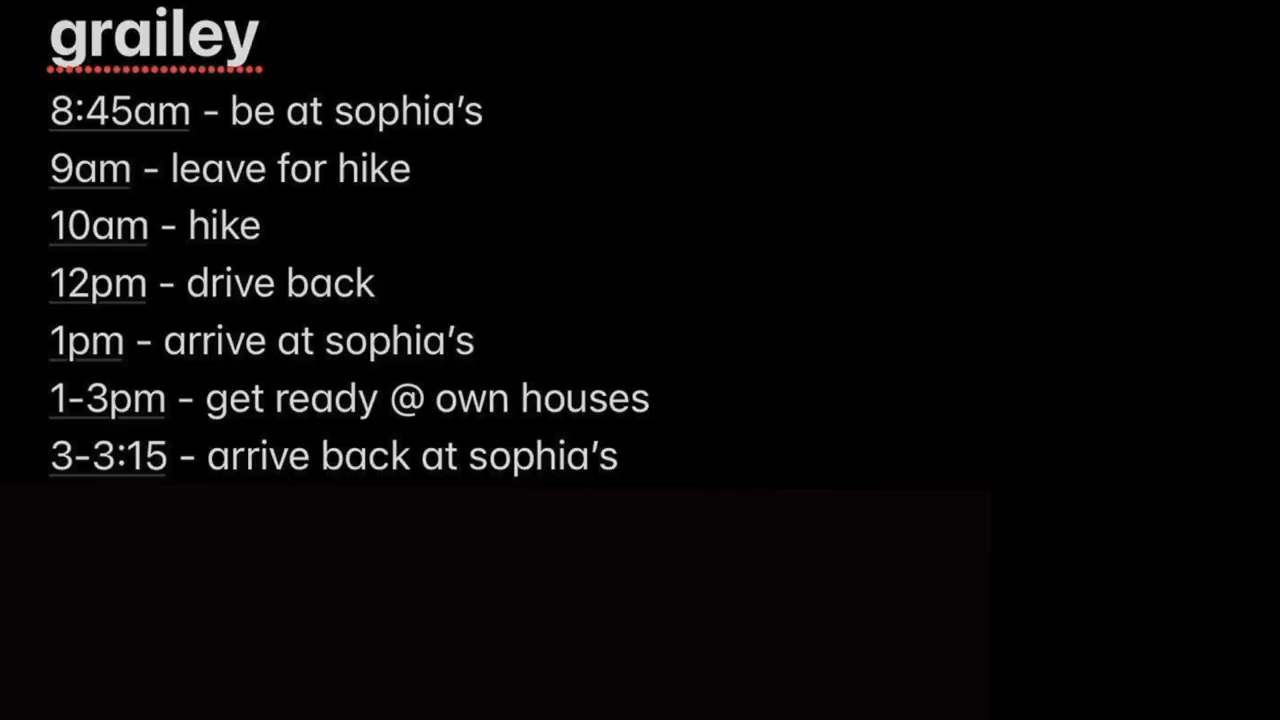 grailey
8:45am - be at sophia’s
9am - leave for hike
10am - hike
12pm - drive back
1pm - arrive at sophia’s
1-3pm - get ready @ own houses
3-3:15 - arrive back at sophia’s